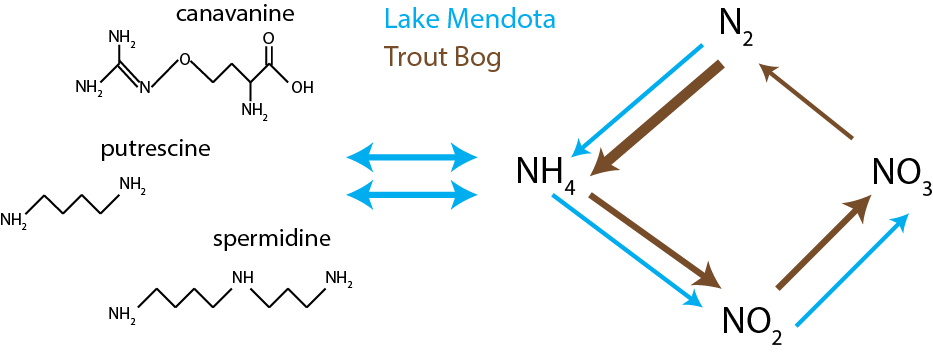 canavanine
NH2
NH2
N
O
O
OH
NH2
putrescine
NH2
NH2
spermidine
NH2
NH
NH2
Lake Mendota
Trout Bog
N2
NH4
NO3
NO2